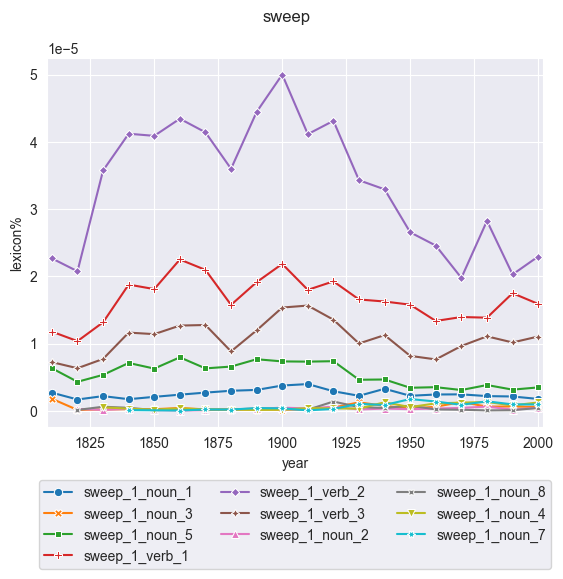 sweep
1e−5
5
4
3
2
1
0
lexicon%
1825 1850 1875 1900 1925 1950 1975 2000
year
sweep_1_noun_1 sweep_1_verb_2 sweep_1_noun_8
sweep_1_noun_3 sweep_1_verb_3 sweep_1_noun_4
sweep_1_noun_5 sweep_1_noun_2 sweep_1_noun_7
sweep_1_verb_1